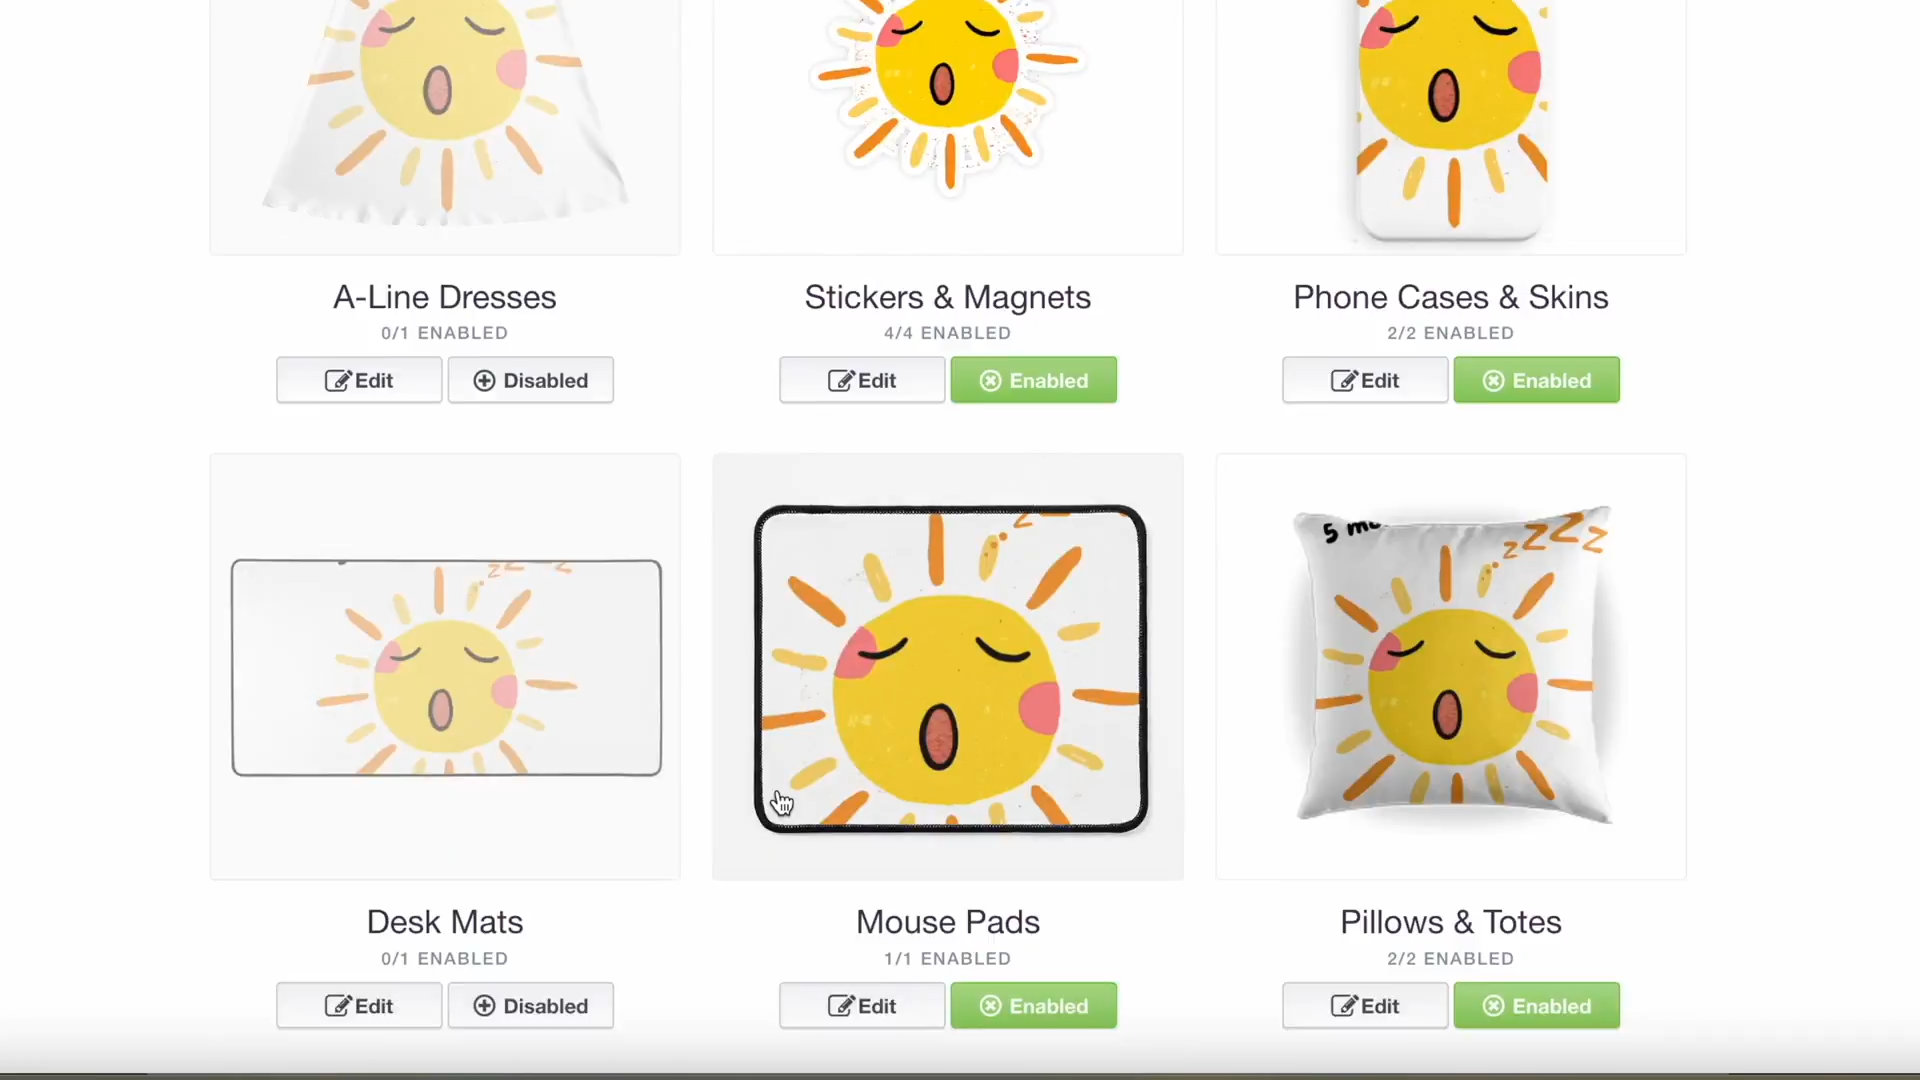 A-Line Dresses
0/1 ENABLED
Edit
Disabled
Stickers & Magnets
4/4 ENABLED
Edit
Enabled
Phone Cases & Skins
2/2 ENABLED
Edit
Enabled
z
z z z
5
z z z z
Desk Mats
0/1 ENABLED
Edit
Disabled
Mouse Pads
1/1 ENABLED
Edit
Enabled
Pillows & Totes
2/2 ENABLED
Edit
Enabled